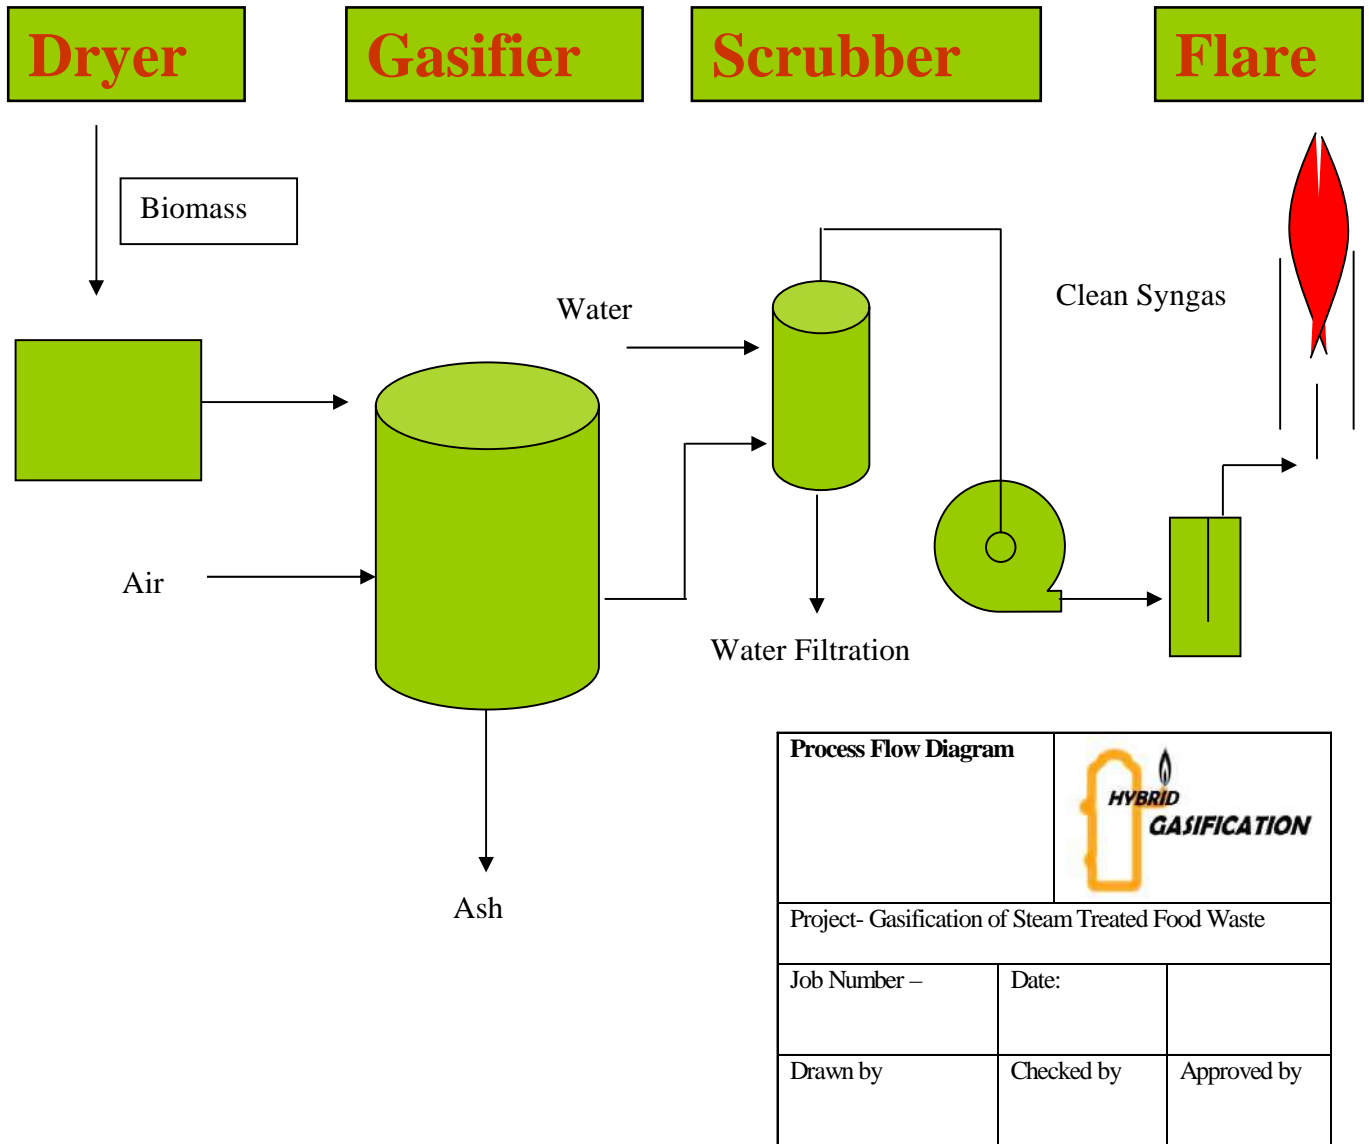 Dryer
Gasifier
Scrubber
Flare
Biomass
Water
Clean Syngas
Air
Water Filtration
Ash
Process Flow Diagram
HYBRID
GASIFICATION
Project- Gasification of Steam Treated Food Waste
Job Number –
Date:
Drawn by
Checked by
Approved by